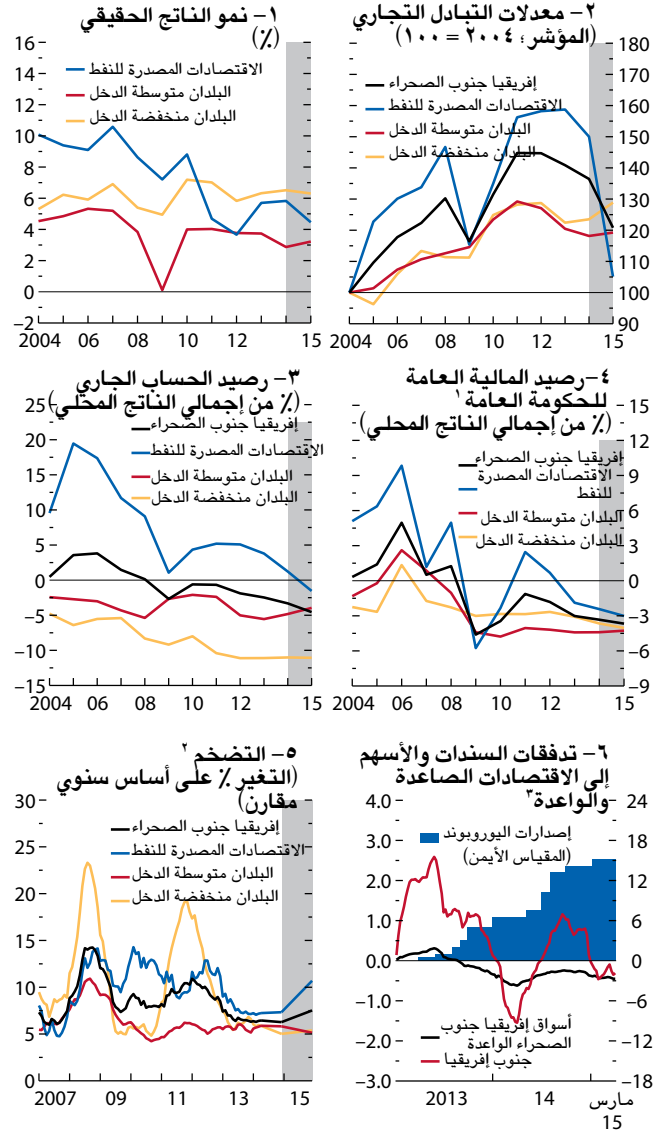 ١- نمو الناتج الحقيقي
(٪)
16
14
12
10
8
6
4
2
0
–2
الاقتصادات المصدرة للنفط
البلدان متوسطة الدخل
البلدان منخفضة الدخل
2004 06 08 10 12 15
٢- معدلات التبادل التجاري
(المؤشر؛ ٢٠٠٤ = ١٠٠)
180
170
160
150
140
130
120
110
100
90
إفريقيا جنوب الصحراء
الاقتصادات المصدرة للنفط
البلدان متوسطة الدخل
البلدان منخفضة الدخل
2004 06 08 10 12 15
٣- رصيد الحساب الجاري
(٪ من إجمالي الناتج المحلي)
25
20
15
10
5
0
–5
–10
–15
إفريقيا جنوب الصحراء
الاقتصادات المصدرة للنفط
البلدان متوسطة الدخل
البلدان منخفضة الدخل
2004 06 08 10 12 15
٤- رصيد المالية العامة
للحكومة العامة ١
(٪ من إجمالي الناتج المحلي)
15
12
9
6
3
0
–3
–6
–9
إفريقيا جنوب الصحراء
الاقتصادات المصدرة
للنفط
البلدان متوسطة الدخل
البلدان منخفضة الدخل
2004 06 08 10 12 15
٥- التضخم ٢
(التغير ٪ على أساس سنوي
مقارن)
30
25
20
15
10
5
0
إفريقيا جنوب الصحراء
الاقتصادات المصدرة للنفط
البلدان متوسطة الدخل
البلدان منخفضة الدخل
2007 09 11 13 15
٦- تدفقات السندات والأسهم
إلى الاقتصادات الصاعدة
والواعدة ٣
4.0
3.0
2.0
1.0
0.0
–1.0
–2.0
–3.0
24
18
12
6
0
–6
–12
–18
إصدارات اليوروبوند
(المقياس الأيمن)
أسواق إفريقيا جنوب
الصحراء الواعدة
جنوب إفريقيا
2013 14 مارس
15